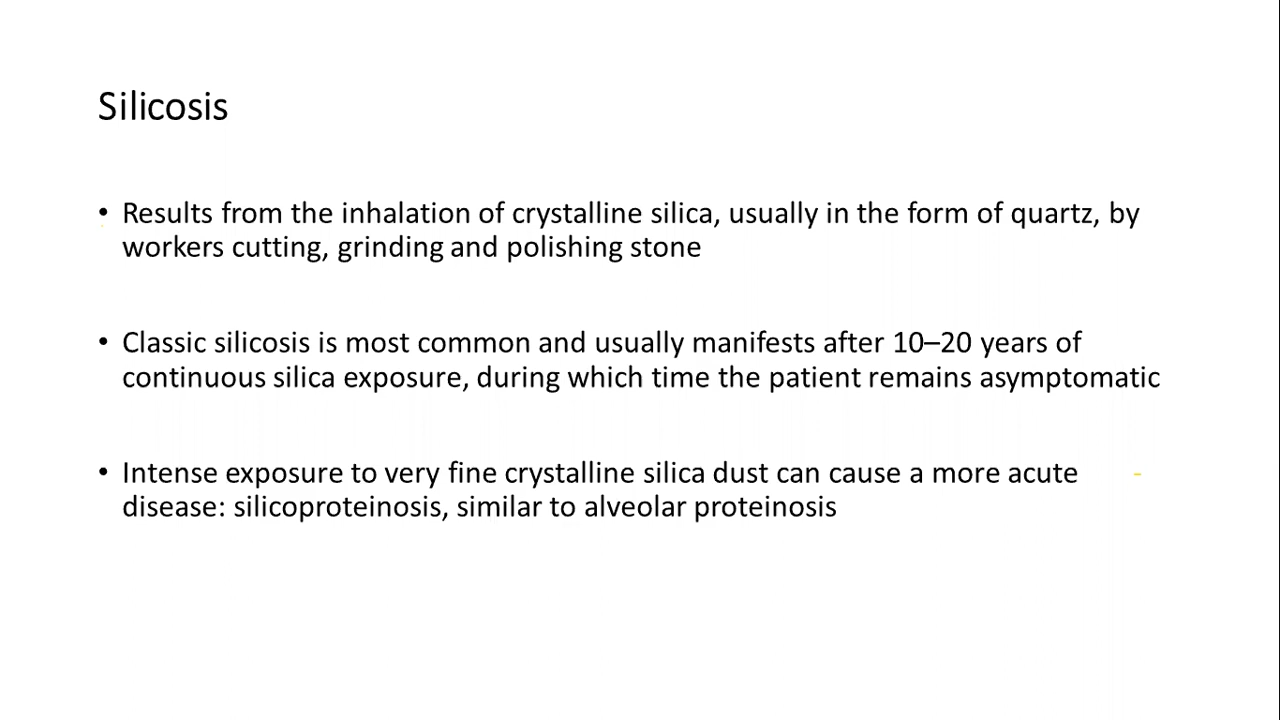 Silicosis
• Results from the inhalation of crystalline silica, usually in the form of quartz, by
workers cutting, grinding and polishing stone
• Classic silicosis is most common and usually manifests after 10–20 years of
continuous silica exposure, during which time the patient remains asymptomatic
• Intense exposure to very fine crystalline silica dust can cause a more acute
disease: silicoproteinosis, similar to alveolar proteinosis